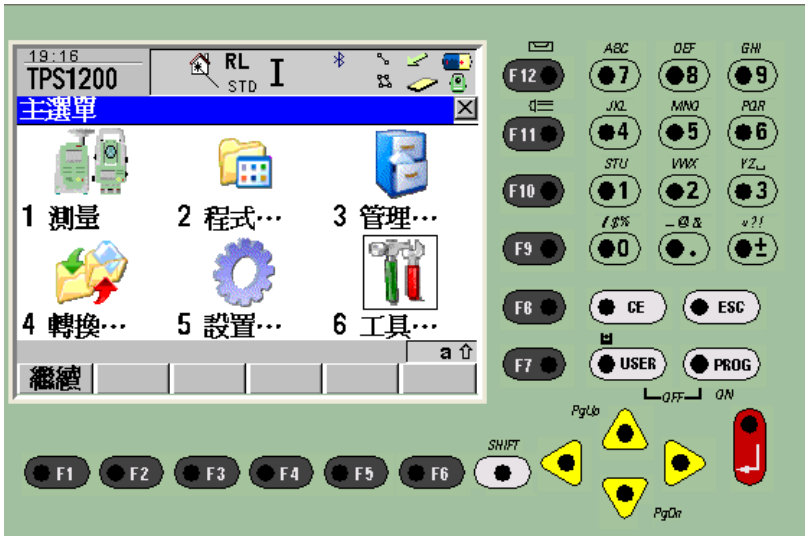 19:16
TPS1200
RL
STD
I
主選單
1 測量
2 程式…
3 管理…
4 轉換…
5 設置…
6 工具…
a ⇧
繼續
F12
ABC
7
DEF
8
GHI
9
F11
JKL
4
MNO
5
PQR
6
F10
STU
1
VWX
2
YZ␣
3
F9
/$%
0
_@&
.
*?!
±
F8
CE
ESC
F7
USER
PROG
OFF
ON
PgUp
SHIFT
F1
F2
F3
F4
F5
F6
PgDn